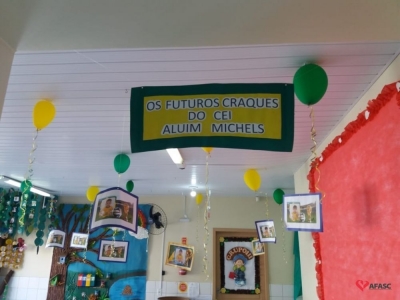 OS FUTUROS CRAQUES
DO CEI
ALUIM MICHELS
AFASC